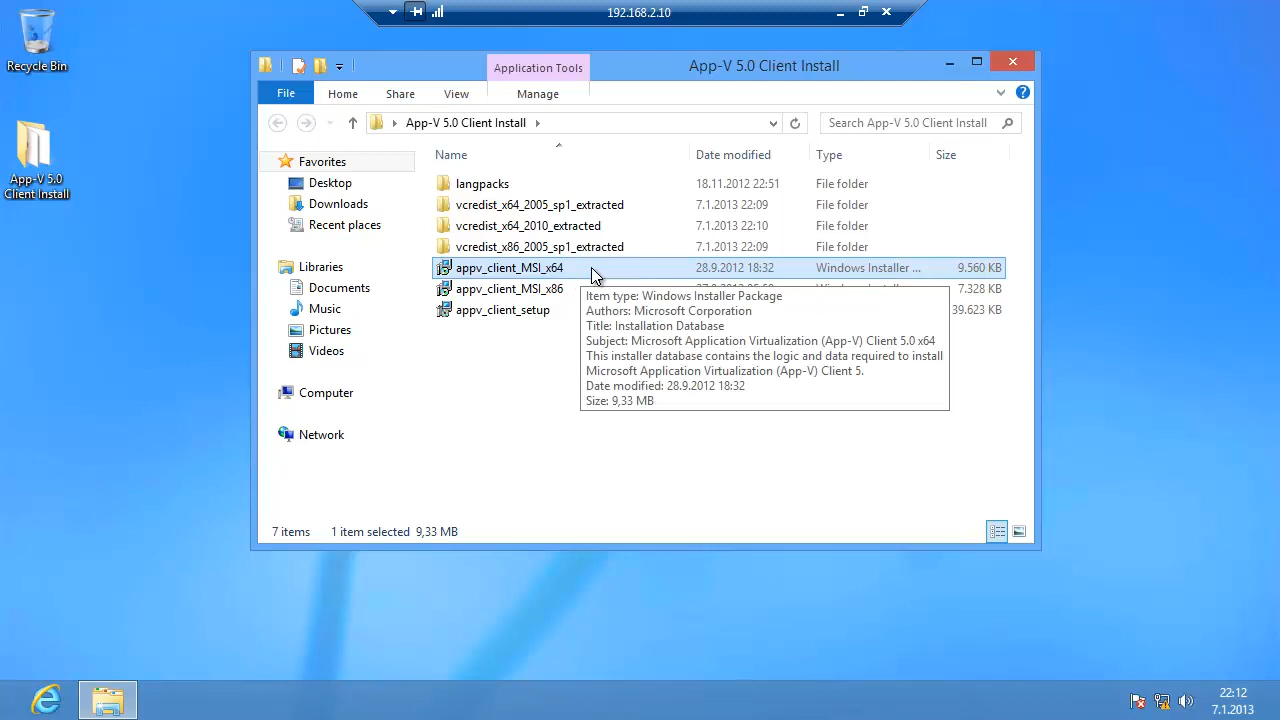 192.168.2.10
Recycle Bin
App-V 5.0
Client Install
Application Tools
App-V 5.0 Client Install
File
Home
Share
View
Manage
App-V 5.0 Client Install
Search App-V 5.0 Client Install
Favorites
Desktop
Downloads
Recent places
Libraries
Documents
Music
Pictures
Videos
Computer
Network
Name Date modified Type Size
langpacks 18.11.2012 22:51 File folder
vcredist_x64_2005_sp1_extracted 7.1.2013 22:09 File folder
vcredist_x64_2010_extracted 7.1.2013 22:10 File folder
vcredist_x86_2005_sp1_extracted 7.1.2013 22:09 File folder
appv_client_MSI_x64 28.9.2012 18:32 Windows Installer ... 9.560 KB
appv_client_MSI_x86 7.328 KB
appv_client_setup 39.623 KB
Item type: Windows Installer Package
Authors: Microsoft Corporation
Title: Installation Database
Subject: Microsoft Application Virtualization (App-V) Client 5.0 x64
This installer database contains the logic and data required to install
Microsoft Application Virtualization (App-V) Client 5.
Date modified: 28.9.2012 18:32
Size: 9,33 MB
7 items 1 item selected 9,33 MB
22:12
7.1.2013